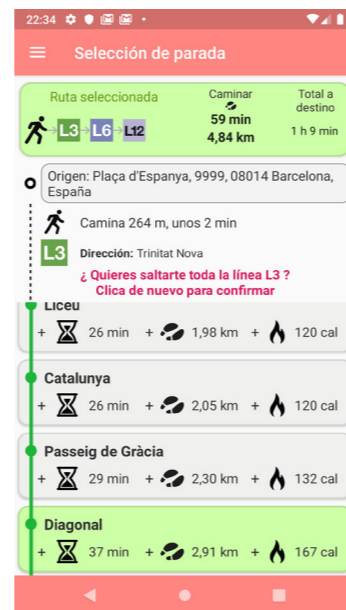 22:34
Selección de parada
Ruta seleccionada
L3 L6 L12
Caminar
59 min
4,84 km
Total a
destino
1 h 9 min
Origen: Plaça d'Espanya, 9999, 08014 Barcelona,
España
Camina 264 m, unos 2 min
L3 Dirección: Trinitat Nova
¿ Quieres saltarte toda la línea L3 ?
Clica de nuevo para confirmar
Liceu
+ 26 min + 1,98 km + 120 cal
Catalunya
+ 26 min + 2,05 km + 120 cal
Passeig de Gràcia
+ 29 min + 2,30 km + 132 cal
Diagonal
+ 37 min + 2,91 km + 167 cal